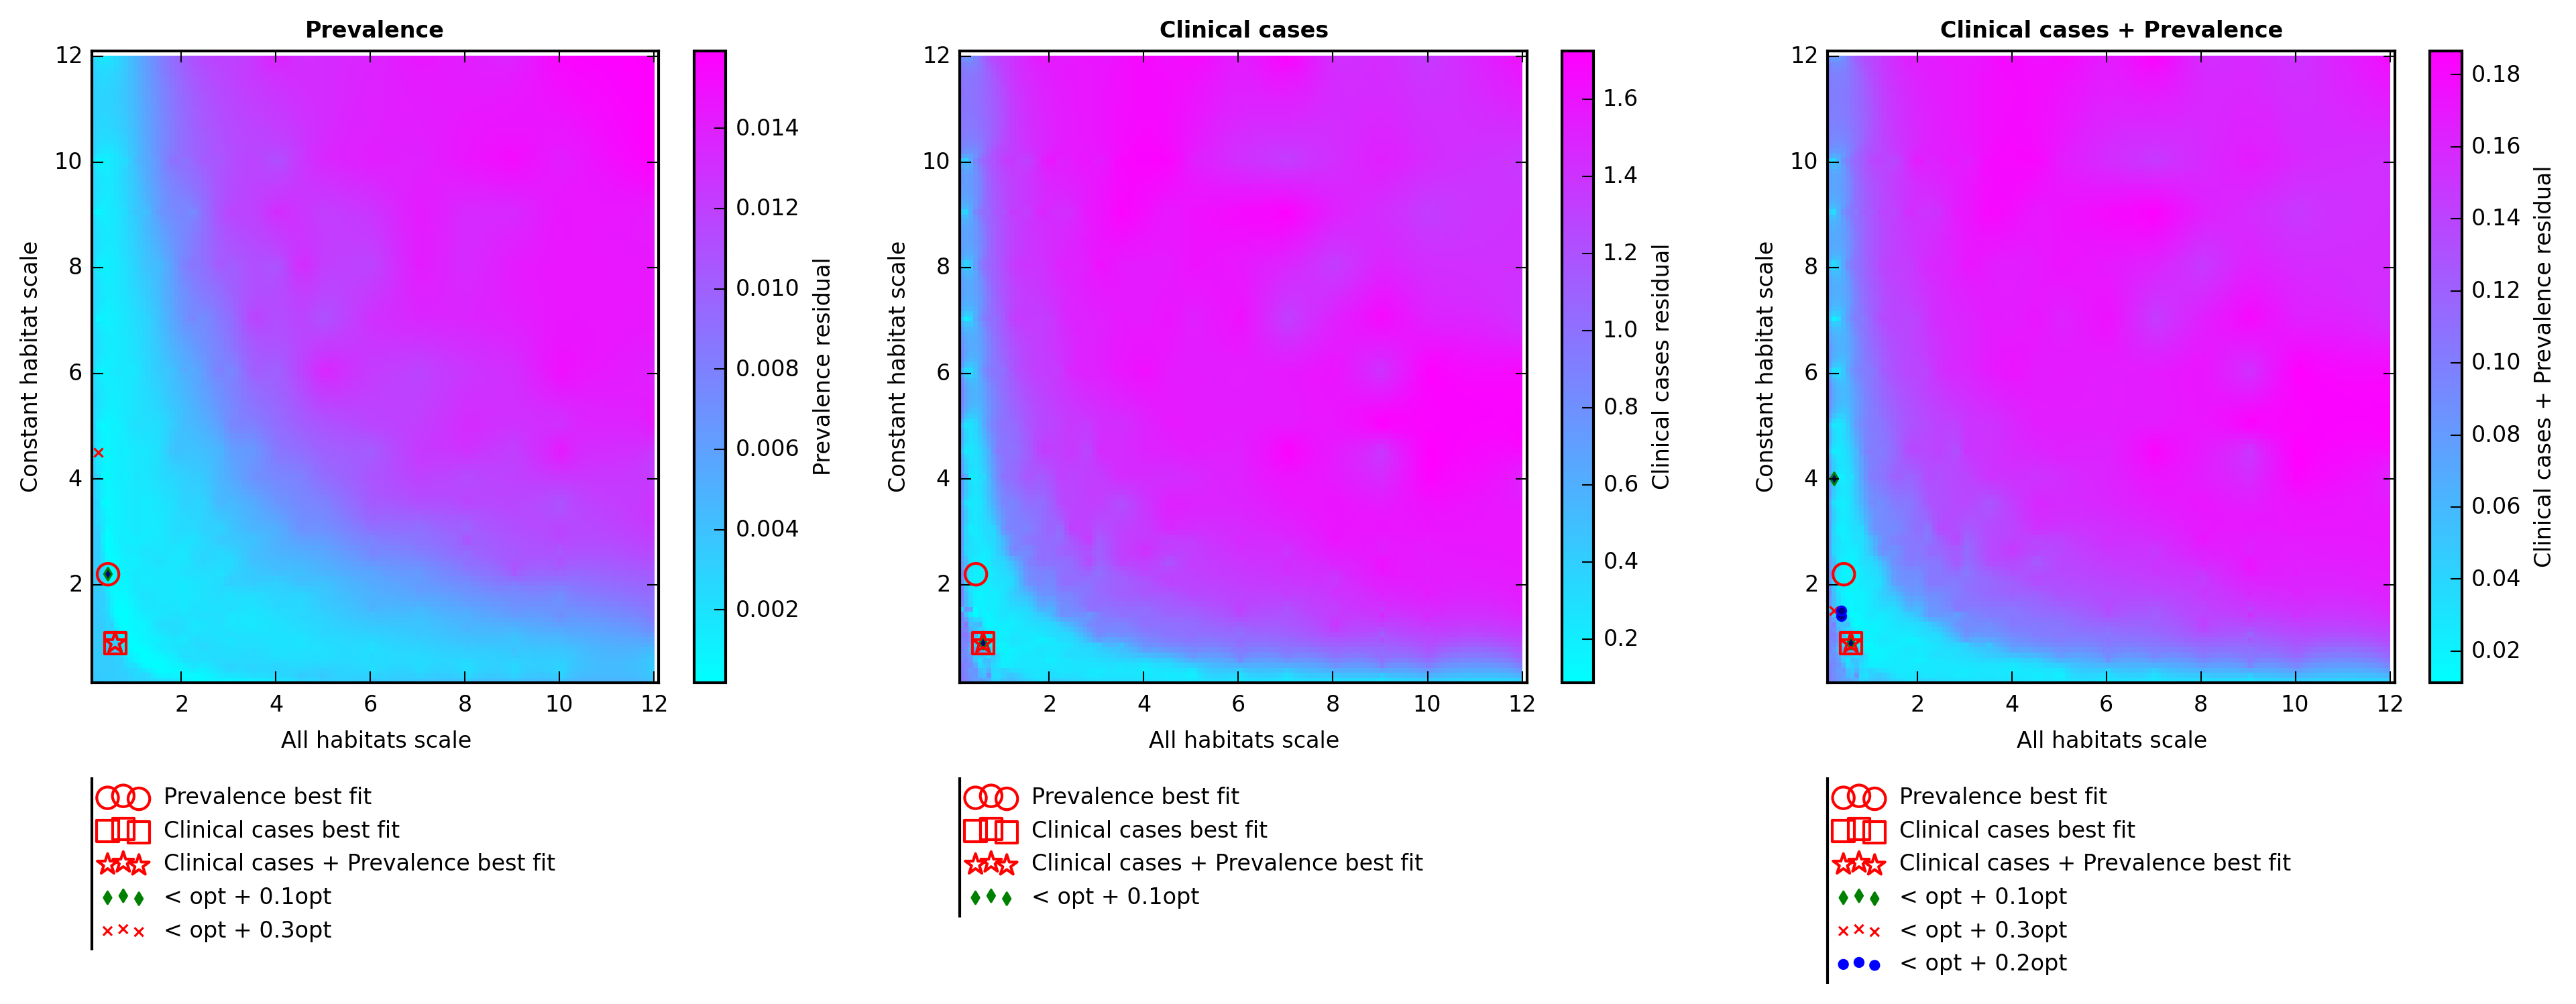 Prevalence
12
10
8
6
4
2
2 4 6 8 10 12
Constant habitat scale
All habitats scale
0.014
0.012
0.010
0.008
0.006
0.004
0.002
Prevalence residual
Prevalence best fit
Clinical cases best fit
Clinical cases + Prevalence best fit
< opt + 0.1opt
< opt + 0.3opt
Clinical cases
12
10
8
6
4
2
2 4 6 8 10 12
Constant habitat scale
All habitats scale
1.6
1.4
1.2
1.0
0.8
0.6
0.4
0.2
Clinical cases residual
Prevalence best fit
Clinical cases best fit
Clinical cases + Prevalence best fit
< opt + 0.1opt
Clinical cases + Prevalence
12
10
8
6
4
2
2 4 6 8 10 12
Constant habitat scale
All habitats scale
0.18
0.16
0.14
0.12
0.10
0.08
0.06
0.04
0.02
Clinical cases + Prevalence residual
Prevalence best fit
Clinical cases best fit
Clinical cases + Prevalence best fit
< opt + 0.1opt
< opt + 0.3opt
< opt + 0.2opt